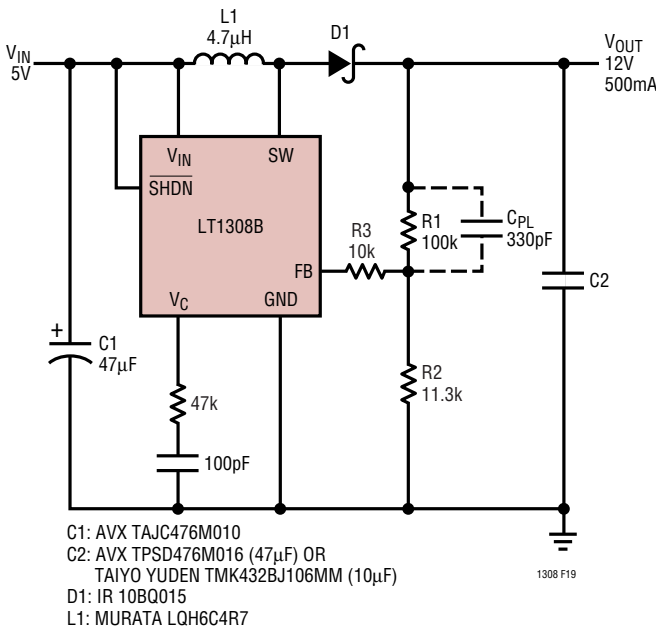 L1
4.7µH
D1
VIN
5V
VOUT
12V
500mA
VIN
SW
SHDN
LT1308B
FB
VC
GND
R3
10k
R1
100k
CPL
330pF
C2
+
C1
47µF
47k
R2
11.3k
100pF
C1: AVX TAJC476M010
C2: AVX TPSD476M016 (47µF) OR
TAIYO YUDEN TMK432BJ106MM (10µF)
D1: IR 10BQ015
L1: MURATA LQH6C4R7
1308 F19